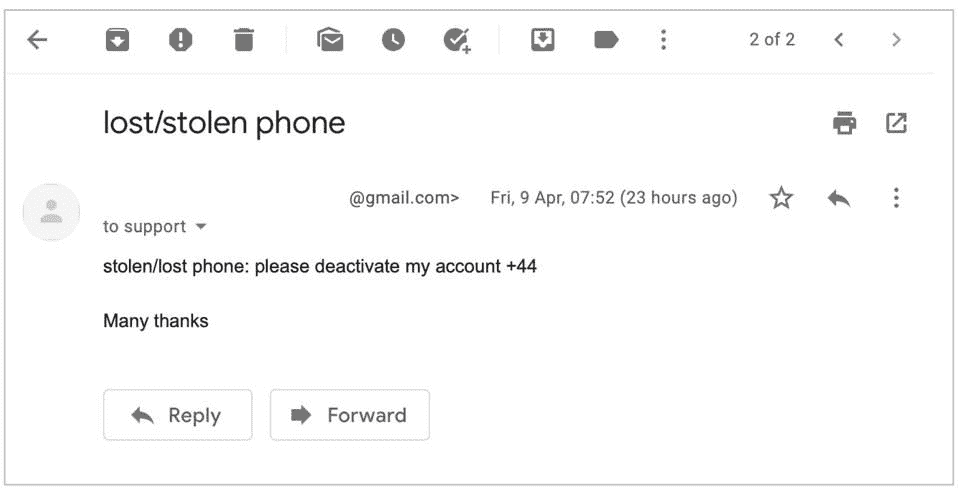 2 of 2
lost/stolen phone
@gmail.com> Fri, 9 Apr, 07:52 (23 hours ago)
to support
stolen/lost phone: please deactivate my account +44
Many thanks
Reply Forward